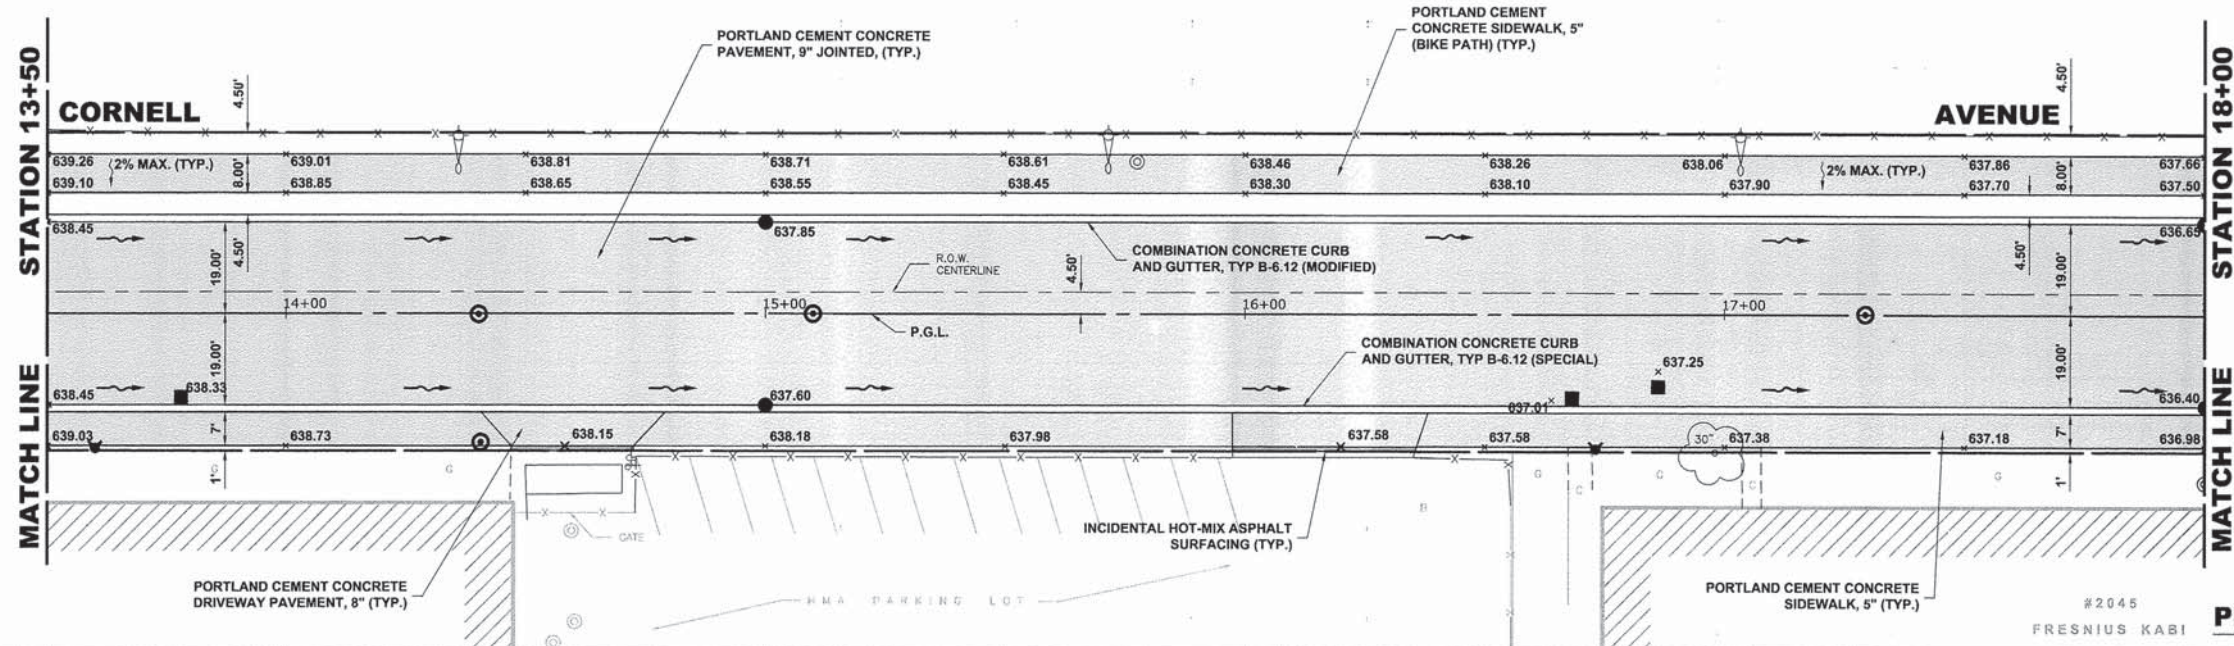 STATION 13+50
MATCH LINE
CORNELL
AVENUE
STATION 18+00
MATCH LINE
PORTLAND CEMENT CONCRETE
PAVEMENT, 9" JOINTED, (TYP.)
PORTLAND CEMENT
CONCRETE SIDEWALK, 5"
(BIKE PATH) (TYP.)
4.50'
4.50'
639.26
2% MAX. (TYP.)
8.00'
639.01
638.81
638.71
638.61
638.46
638.26
638.06
2% MAX. (TYP.)
637.86
8.00'
637.66
639.10
638.85
638.65
638.55
638.45
638.30
638.10
637.90
637.70
637.50
638.45
19.00'
4.50'
637.85
COMBINATION CONCRETE CURB
AND GUTTER, TYP B-6.12 (MODIFIED)
R.O.W.
CENTERLINE
4.50'
4.50'
19.00'
636.65
14+00
15+00
16+00
17+00
P.G.L.
19.00'
19.00'
COMBINATION CONCRETE CURB
AND GUTTER, TYP B-6.12 (SPECIAL)
638.45
638.33
637.60
637.01
637.25
636.40
639.03
638.73
7'
638.15
638.18
637.98
637.58
637.58
30"
637.38
637.18
7'
636.98
G
1'
G
G
C
G
C
G
1'
GATE
B
INCIDENTAL HOT-MIX ASPHALT
SURFACING (TYP.)
PORTLAND CEMENT CONCRETE
DRIVEWAY PAVEMENT, 8" (TYP.)
HMA PARKING LOT
PORTLAND CEMENT CONCRETE
SIDEWALK, 5" (TYP.)
#2045
FRESNIUS KABI
P